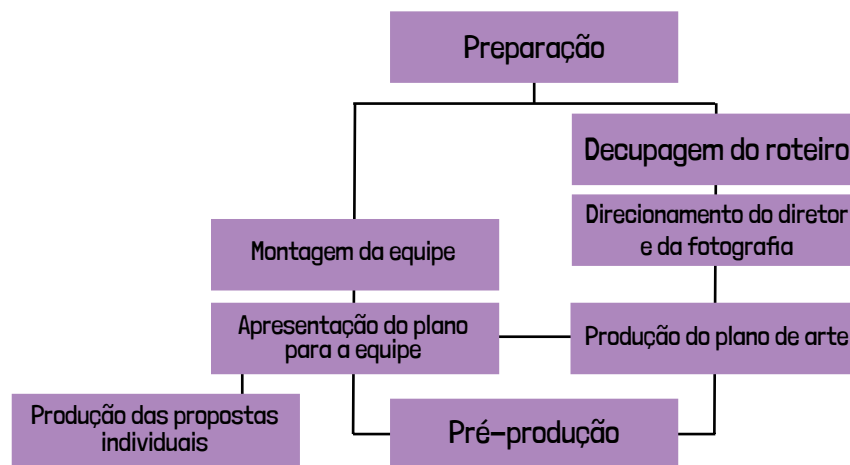 Preparação
Decupagem do roteiro
Direcionamento do diretor
e da fotografia
Montagem da equipe
Apresentação do plano
para a equipe
Produção do plano de arte
Produção das propostas
individuais
Pré-produção